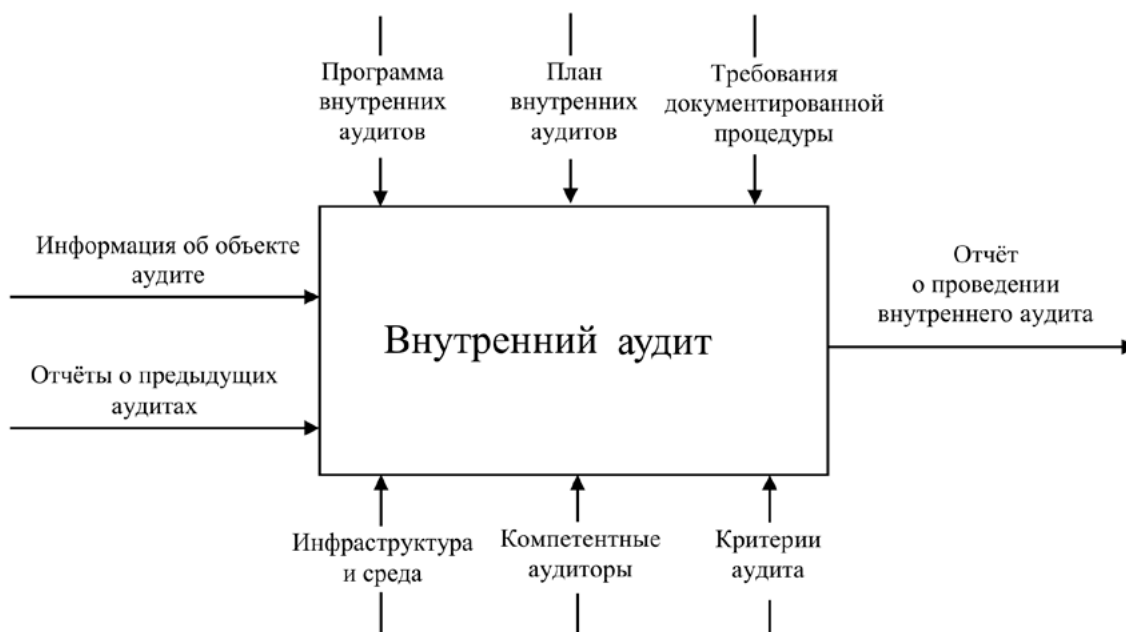 Программа
внутренних
аудитов
План
внутренних
аудитов
Требования
документированной
процедуры
Информация об объекте
аудите
Отчёты о предыдущих
аудитах
Внутренний аудит
Отчёт
о проведении
внутреннего аудита
Инфраструктура
и среда
Компетентные
аудиторы
Критерии
аудита